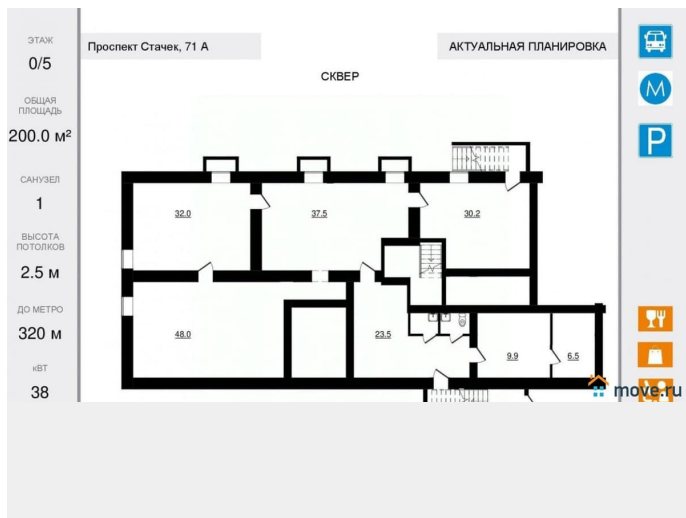 ЭТАЖ
0/5
ОБЩАЯ
ПЛОЩАДЬ
200.0 м²
САНУЗЕЛ
1
ВЫСОТА
ПОТОЛКОВ
2.5 м
ДО МЕТРО
320 м
кВТ
38
Проспект Стачек, 71 А
АКТУАЛЬНАЯ ПЛАНИРОВКА
СКВЕР
32.0
37.5
30.2
48.0
23.5
9.9
6.5
М
P
move.ru